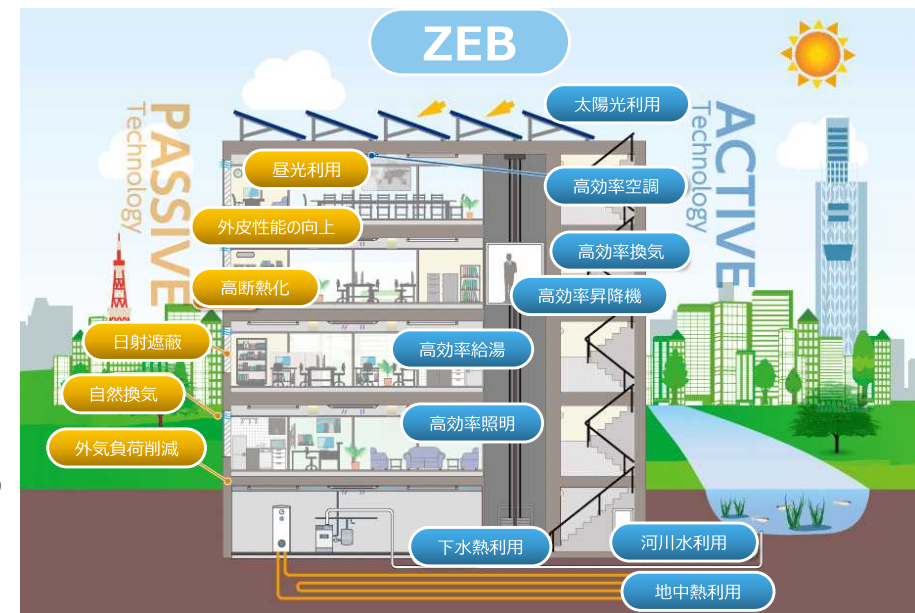 ZEB
PASSIVE
Technology
ACTIVE
Technology
太陽光利用
昼光利用
高効率空調
外皮性能の向上
高効率換気
高断熱化
高効率昇降機
日射遮蔽
高効率給湯
自然換気
高効率照明
外気負荷削減
下水熱利用
河川水利用
地中熱利用